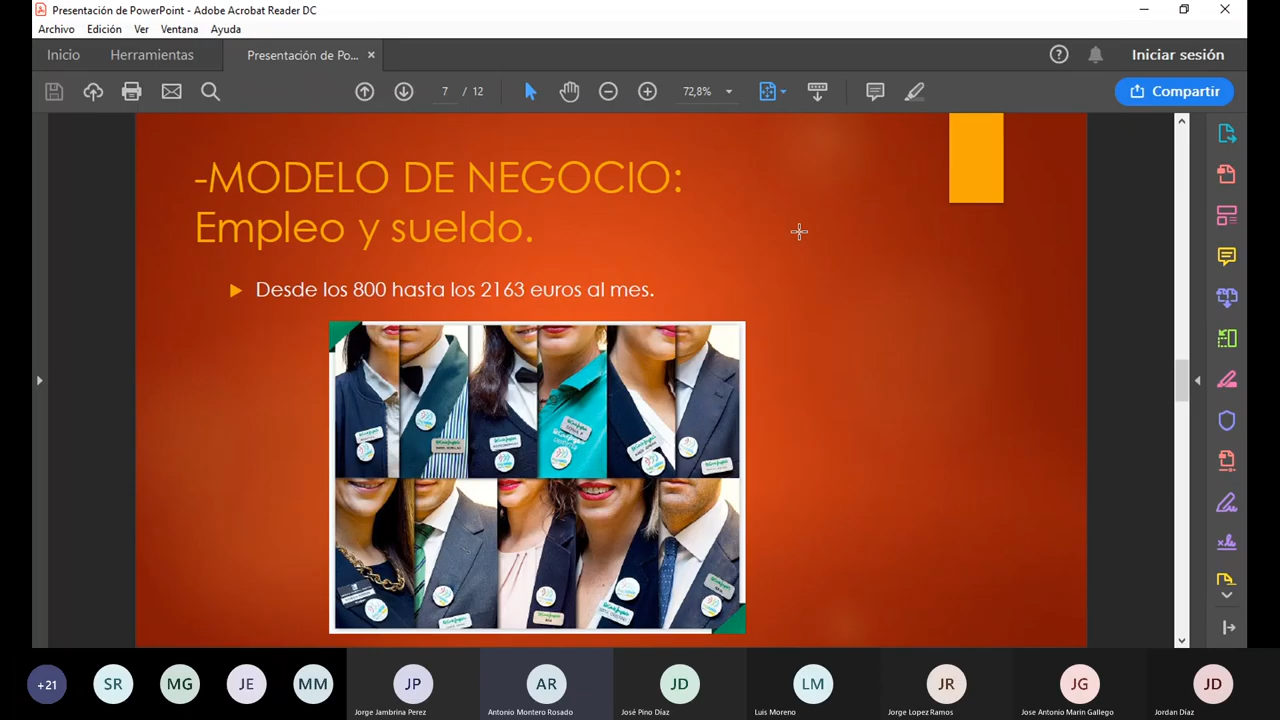 Presentación de PowerPoint - Adobe Acrobat Reader DC
Archivo Edición Ver Ventana Ayuda
Inicio Herramientas Presentación de Po... × Iniciar sesión
7 / 12 72,8% Compartir
-MODELO DE NEGOCIO:
Empleo y sueldo.
Desde los 800 hasta los 2163 euros al mes.
+21 SR MG JE MM JP AR JD LM JR JG JD
Jorge Jambrina Perez Antonio Montero Rosado José Pino Díaz Luis Moreno Jorge Lopez Ramos Jose Antonio Marin Gallego Jordan Díaz